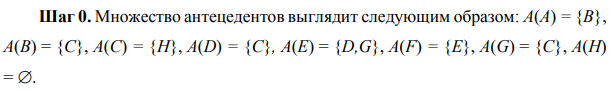 Шаг 0. Множество антецедентов выглядит следующим образом: A(A) = {B},
A(B) = {C}, A(C) = {H}, A(D) = {C}, A(E) = {D,G}, A(F) = {E}, A(G) = {C}, A(H)
= ∅.